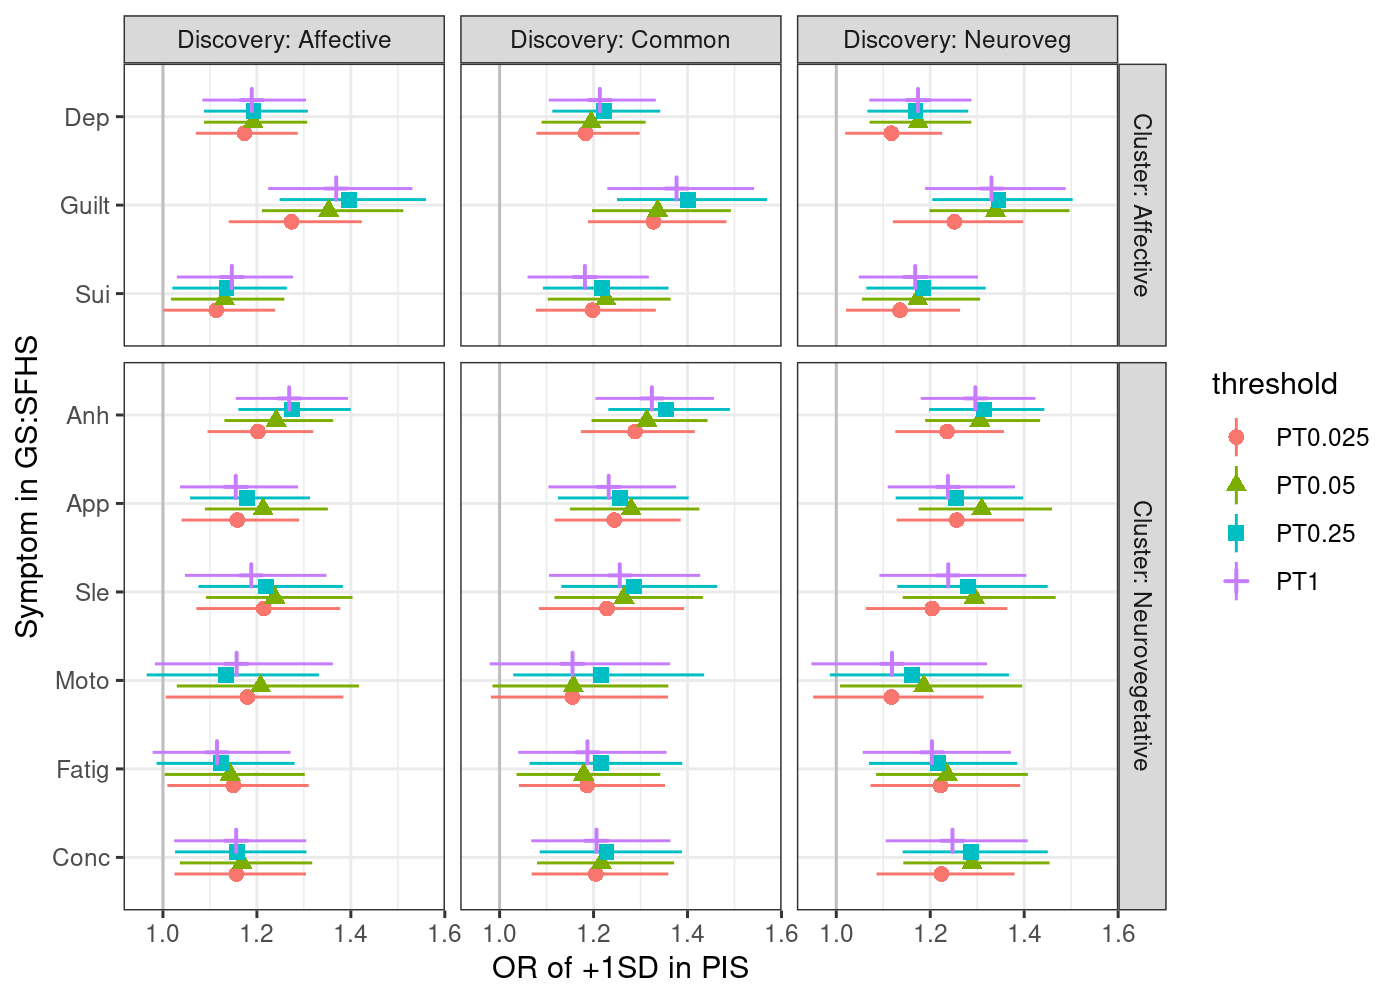 Discovery: Affective
Discovery: Common
Discovery: Neuroveg
Dep
Guilt
Sui
Cluster: Affective
Anh
App
Sle
Moto
Fatig
Conc
Cluster: Neurovegetative
Symptom in GS:SFHS
1.0 1.2 1.4 1.6
1.0 1.2 1.4 1.6
1.0 1.2 1.4 1.6
OR of +1SD in PIS
threshold
PT0.025
PT0.05
PT0.25
PT1